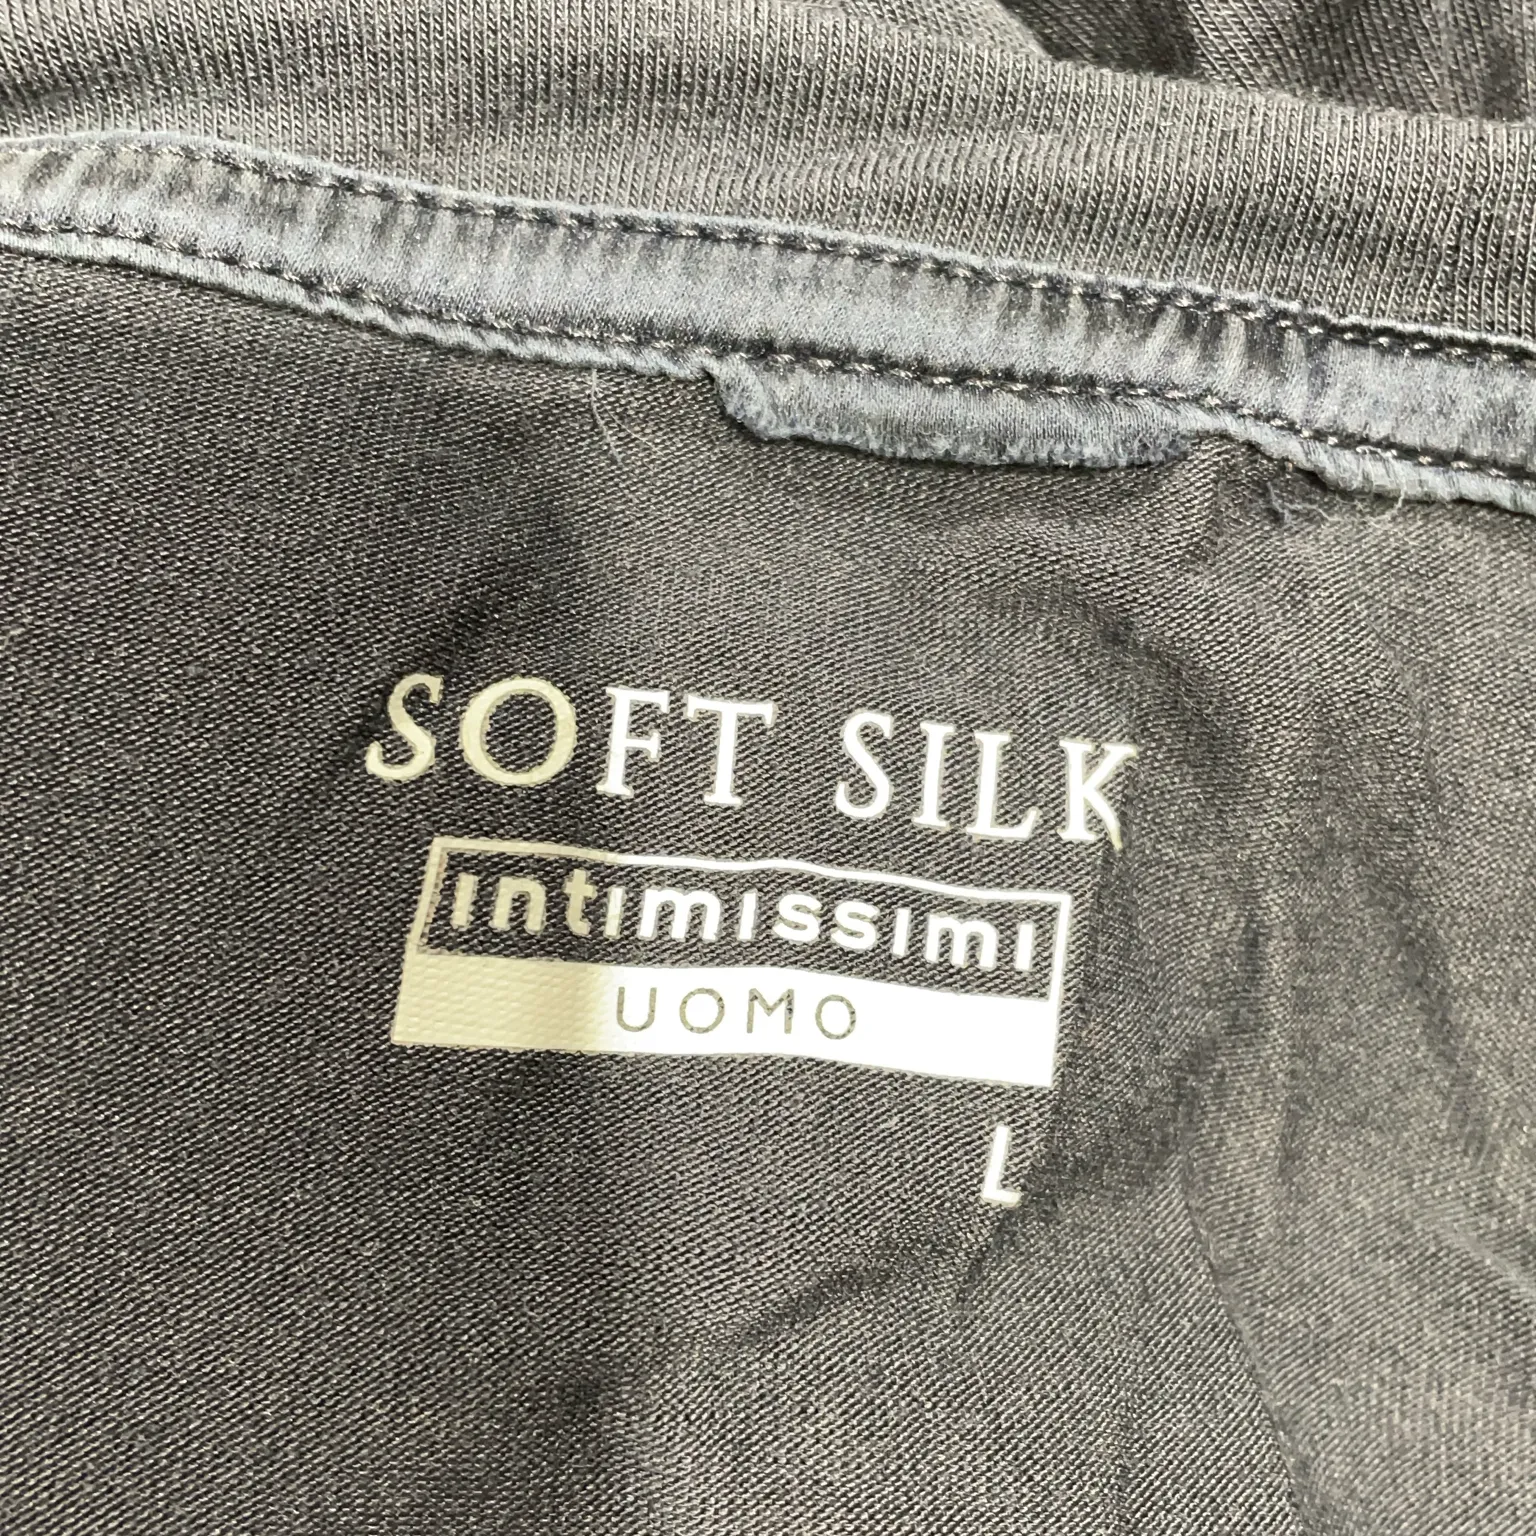 SOFT SILK
intimissimi
UOMO
L